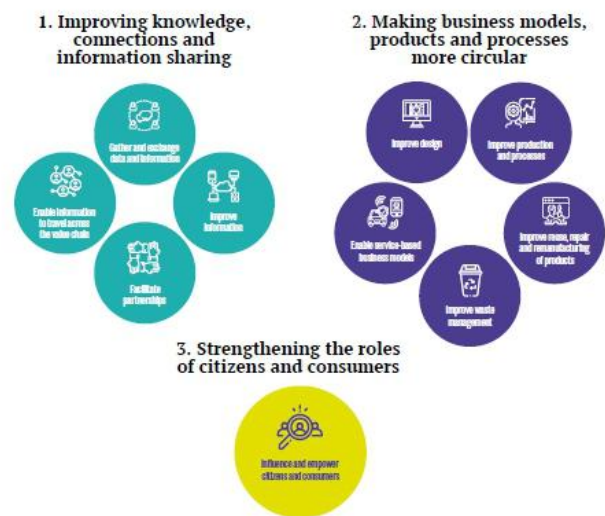 1. Improving knowledge,
connections and
information sharing
Gather and exchange
data and information
Enable information
to travel across
the value chain
Improve
information
Facilitate
partnerships
2. Making business models,
products and processes
more circular
Improve design
Improve production
and processes
Enable service-based
business models
Improve reuse, repair
and remanufacturing
of products
Improve waste
management
3. Strengthening the roles
of citizens and consumers
Influence and empower
citizens and consumers